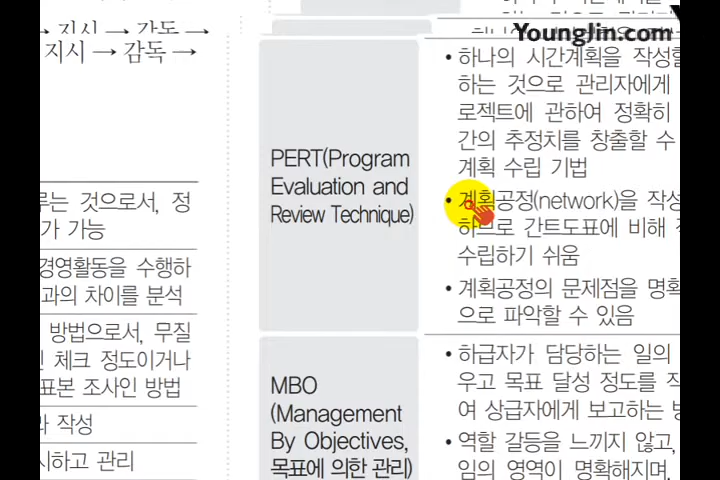 YoungJin.com
→ 지시 → 감독 →
지시 → 감독 →
루는 것으로서, 정
가 가능
경영활동을 수행하
과의 차이를 분석
방법으로서, 무질
체크 정도이거나
표본 조사인 방법
작성
시하고 관리
PERT(Program
Evaluation and
Review Technique)
• 하나의 시간계획을 작성할
하는 것으로 관리자에게
로젝트에 관하여 정확히
간의 추정치를 창출할 수
계획 수립 기법
• 계획공정(network)을 작성
하므로 간트도표에 비해
수립하기 쉬움
• 계획공정의 문제점을 명확
으로 파악할 수 있음
MBO
(Management
By Objectives,
목표에 의한 관리)
• 하급자가 담당하는 일의
우고 목표 달성 정도를 직
여 상급자에게 보고하는
• 역할 갈등을 느끼지 않고,
임의 영역이 명확해지며,